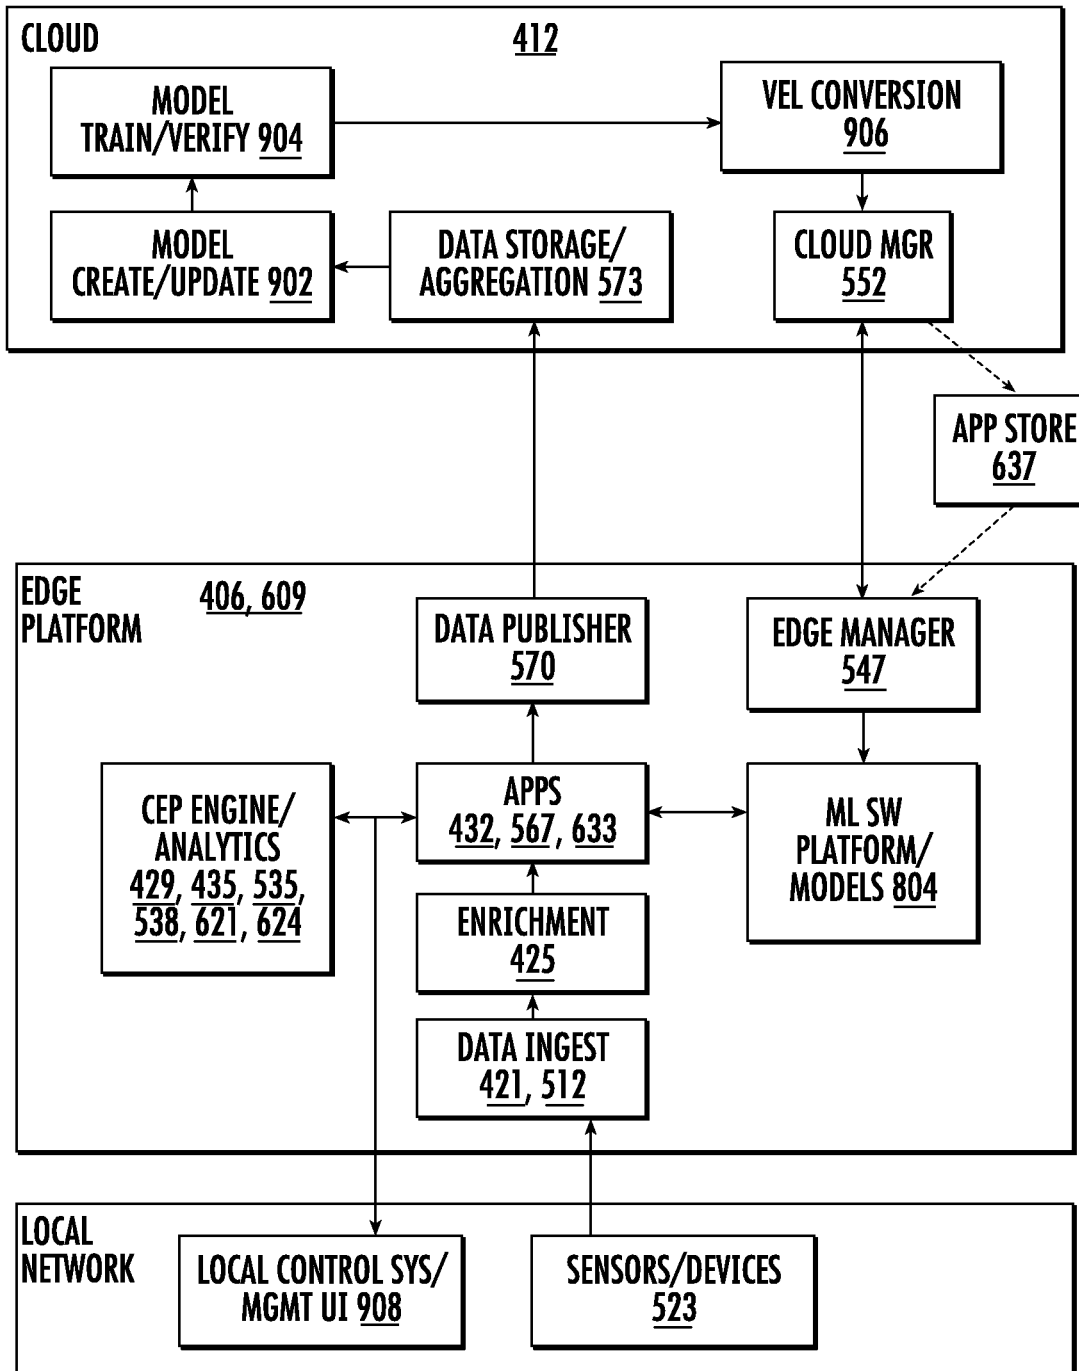 CLOUD
412
MODEL
TRAIN/VERIFY 904
VEL CONVERSION
906
MODEL
CREATE/UPDATE 902
DATA STORAGE/
AGGREGATION 573
CLOUD MGR
552
APP STORE
637
EDGE
PLATFORM
406, 609
DATA PUBLISHER
570
EDGE MANAGER
547
CEP ENGINE/
ANALYTICS
429, 435, 535,
538, 621, 624
APPS
432, 567, 633
ML SW
PLATFORM/
MODELS 804
ENRICHMENT
425
DATA INGEST
421, 512
LOCAL
NETWORK
LOCAL CONTROL SYS/
MGMT UI 908
SENSORS/DEVICES
523